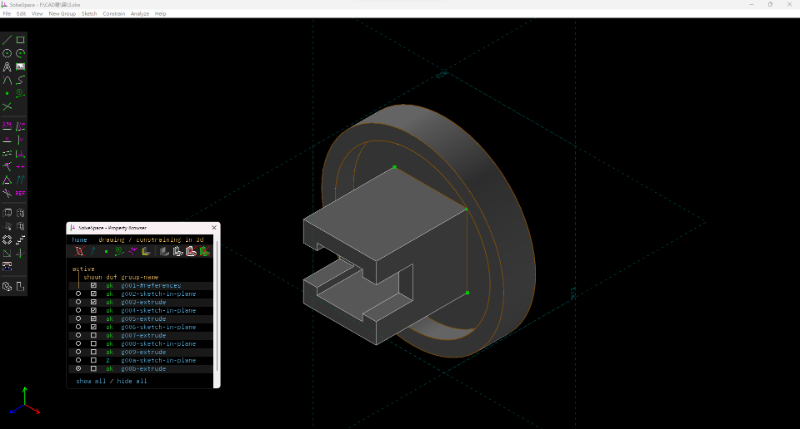 SolveSpace -
File Edit View New Group Sketch Constrain Analyze Help
SolveSpace - Property Browser
home drawing / constraining in 3d
active
shown dof group-name
ok g001-#references
ok g002-sketch-in-plane
ok g003-extrude
ok g004-sketch-in-plane
ok g005-extrude
ok g006-sketch-in-plane
ok g007-extrude
ok g008-sketch-in-plane
ok g009-extrude
2 g00a-sketch-in-plane
ok g00b-extrude
show all / hide all
REF